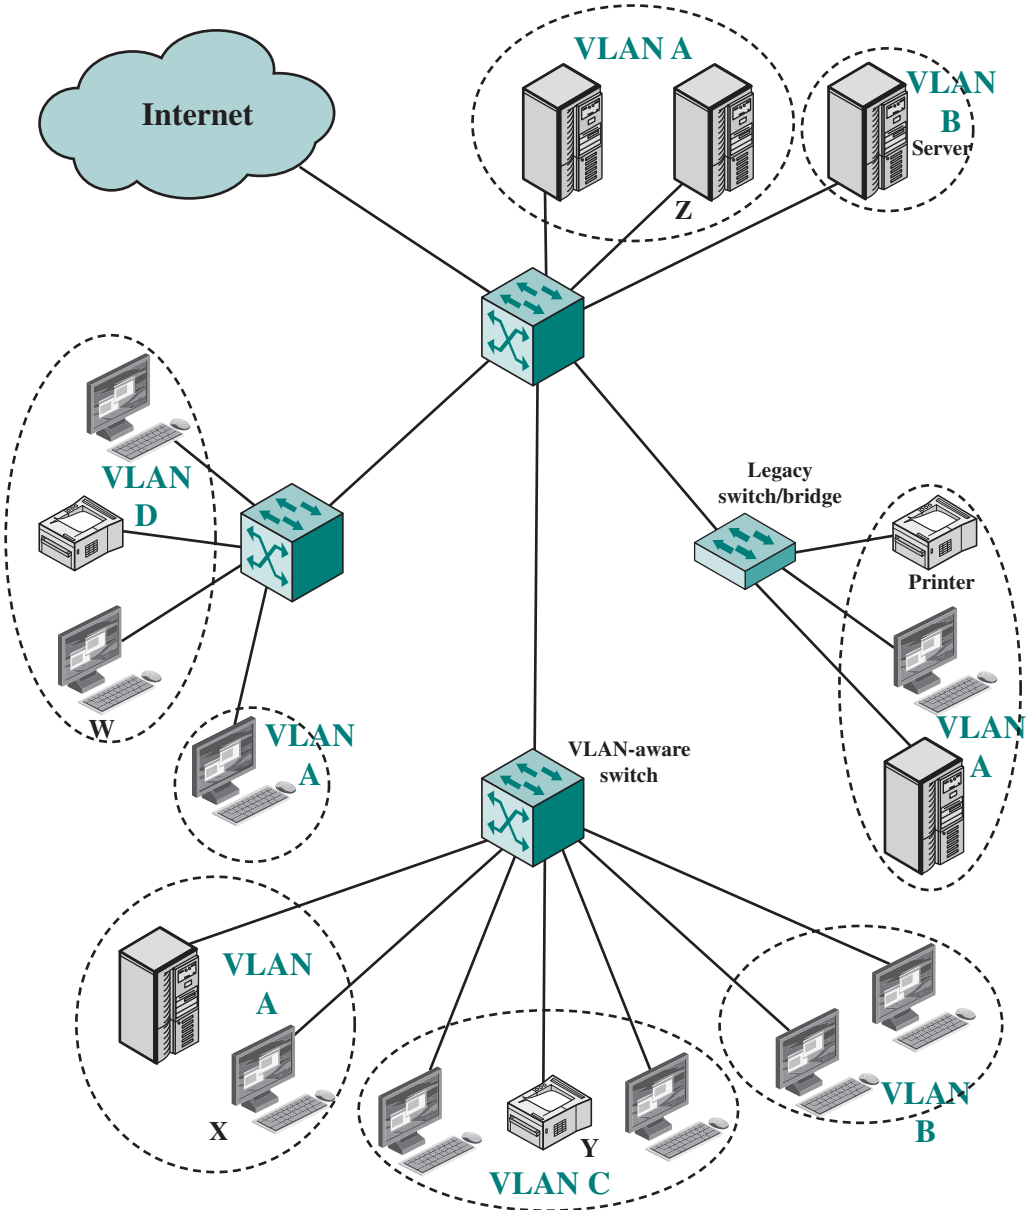 VLAN A
VLAN
B
Server
Internet
Z
Legacy
switch/bridge
VLAN
D
Printer
W
VLAN
A
VLAN
A
VLAN-aware
switch
VLAN
A
X
VLAN
B
Y
VLAN C